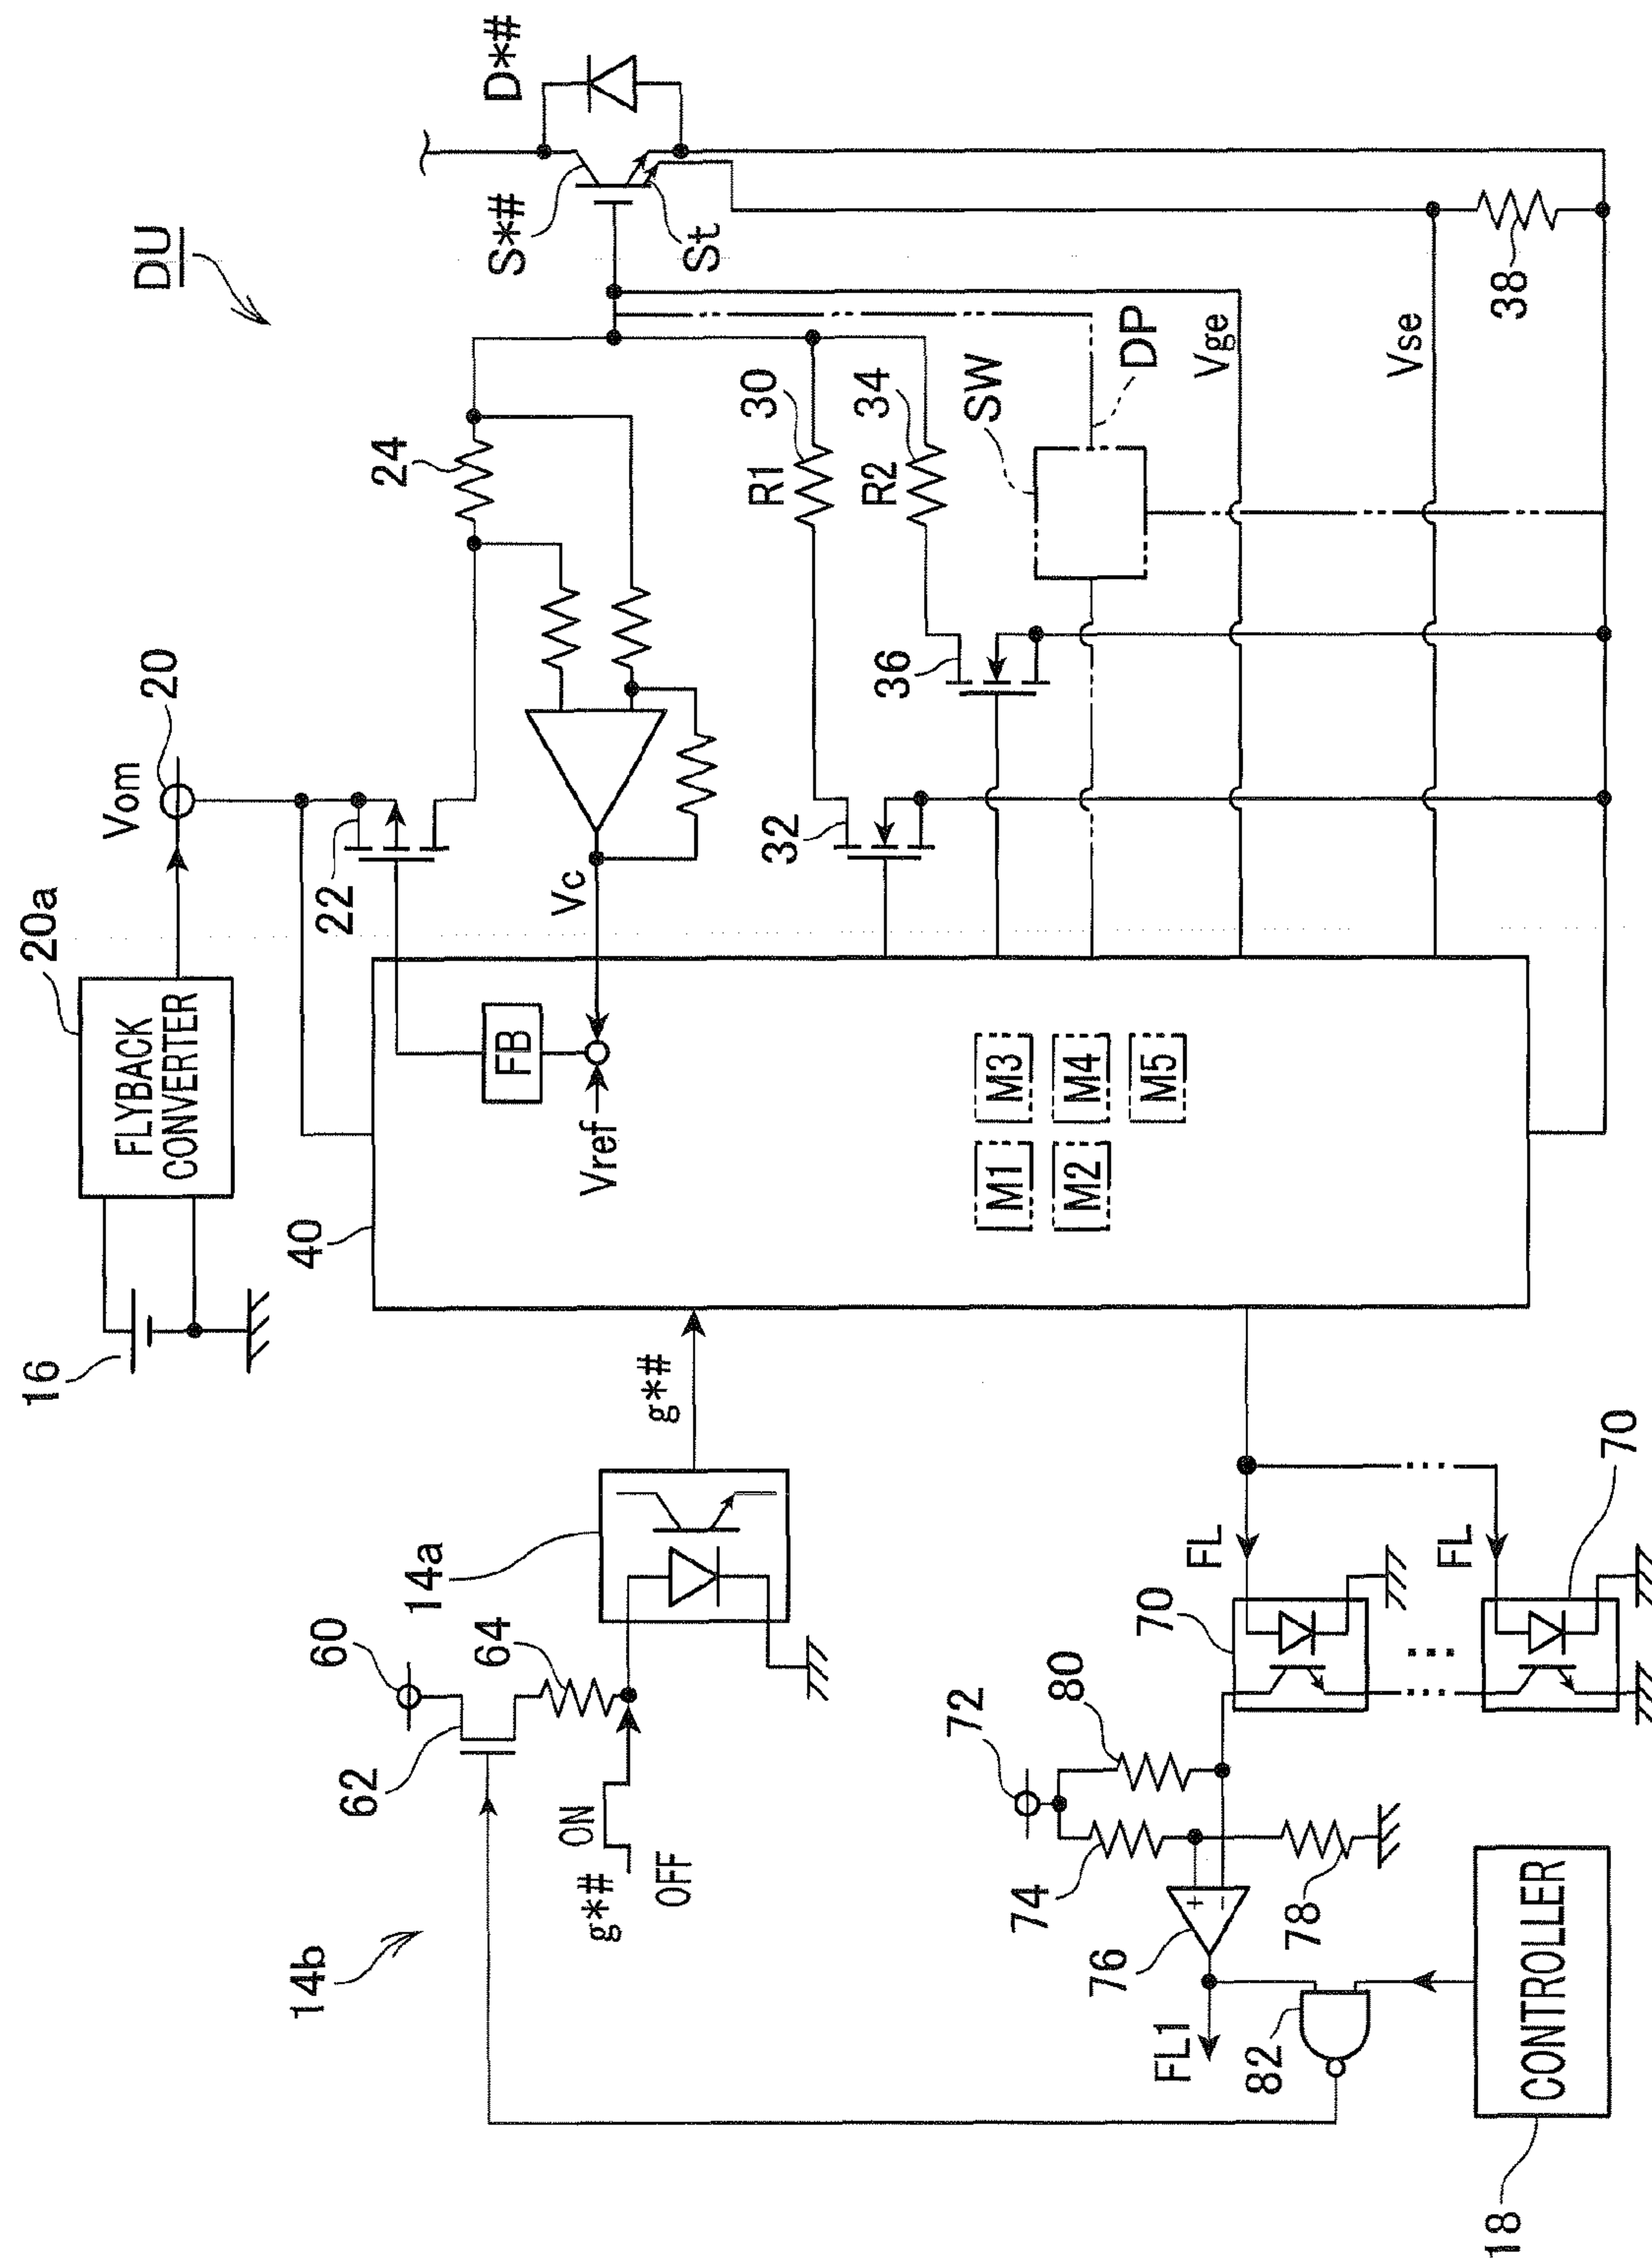 DU
20a
FLYBACK
CONVERTER
16
Vom
20
22
24
D*#
S*#
St
40
FB
Vc
Vref
R1
30
R2
34
32
36
SW
DP
Vge
Vse
38
M1
M3
M2
M4
M5
14b
60
62
64
14a
g*#
g*#
ON
OFF
72
74
80
76
78
70
FL
FL
70
FL1
82
CONTROLLER
18
+
−